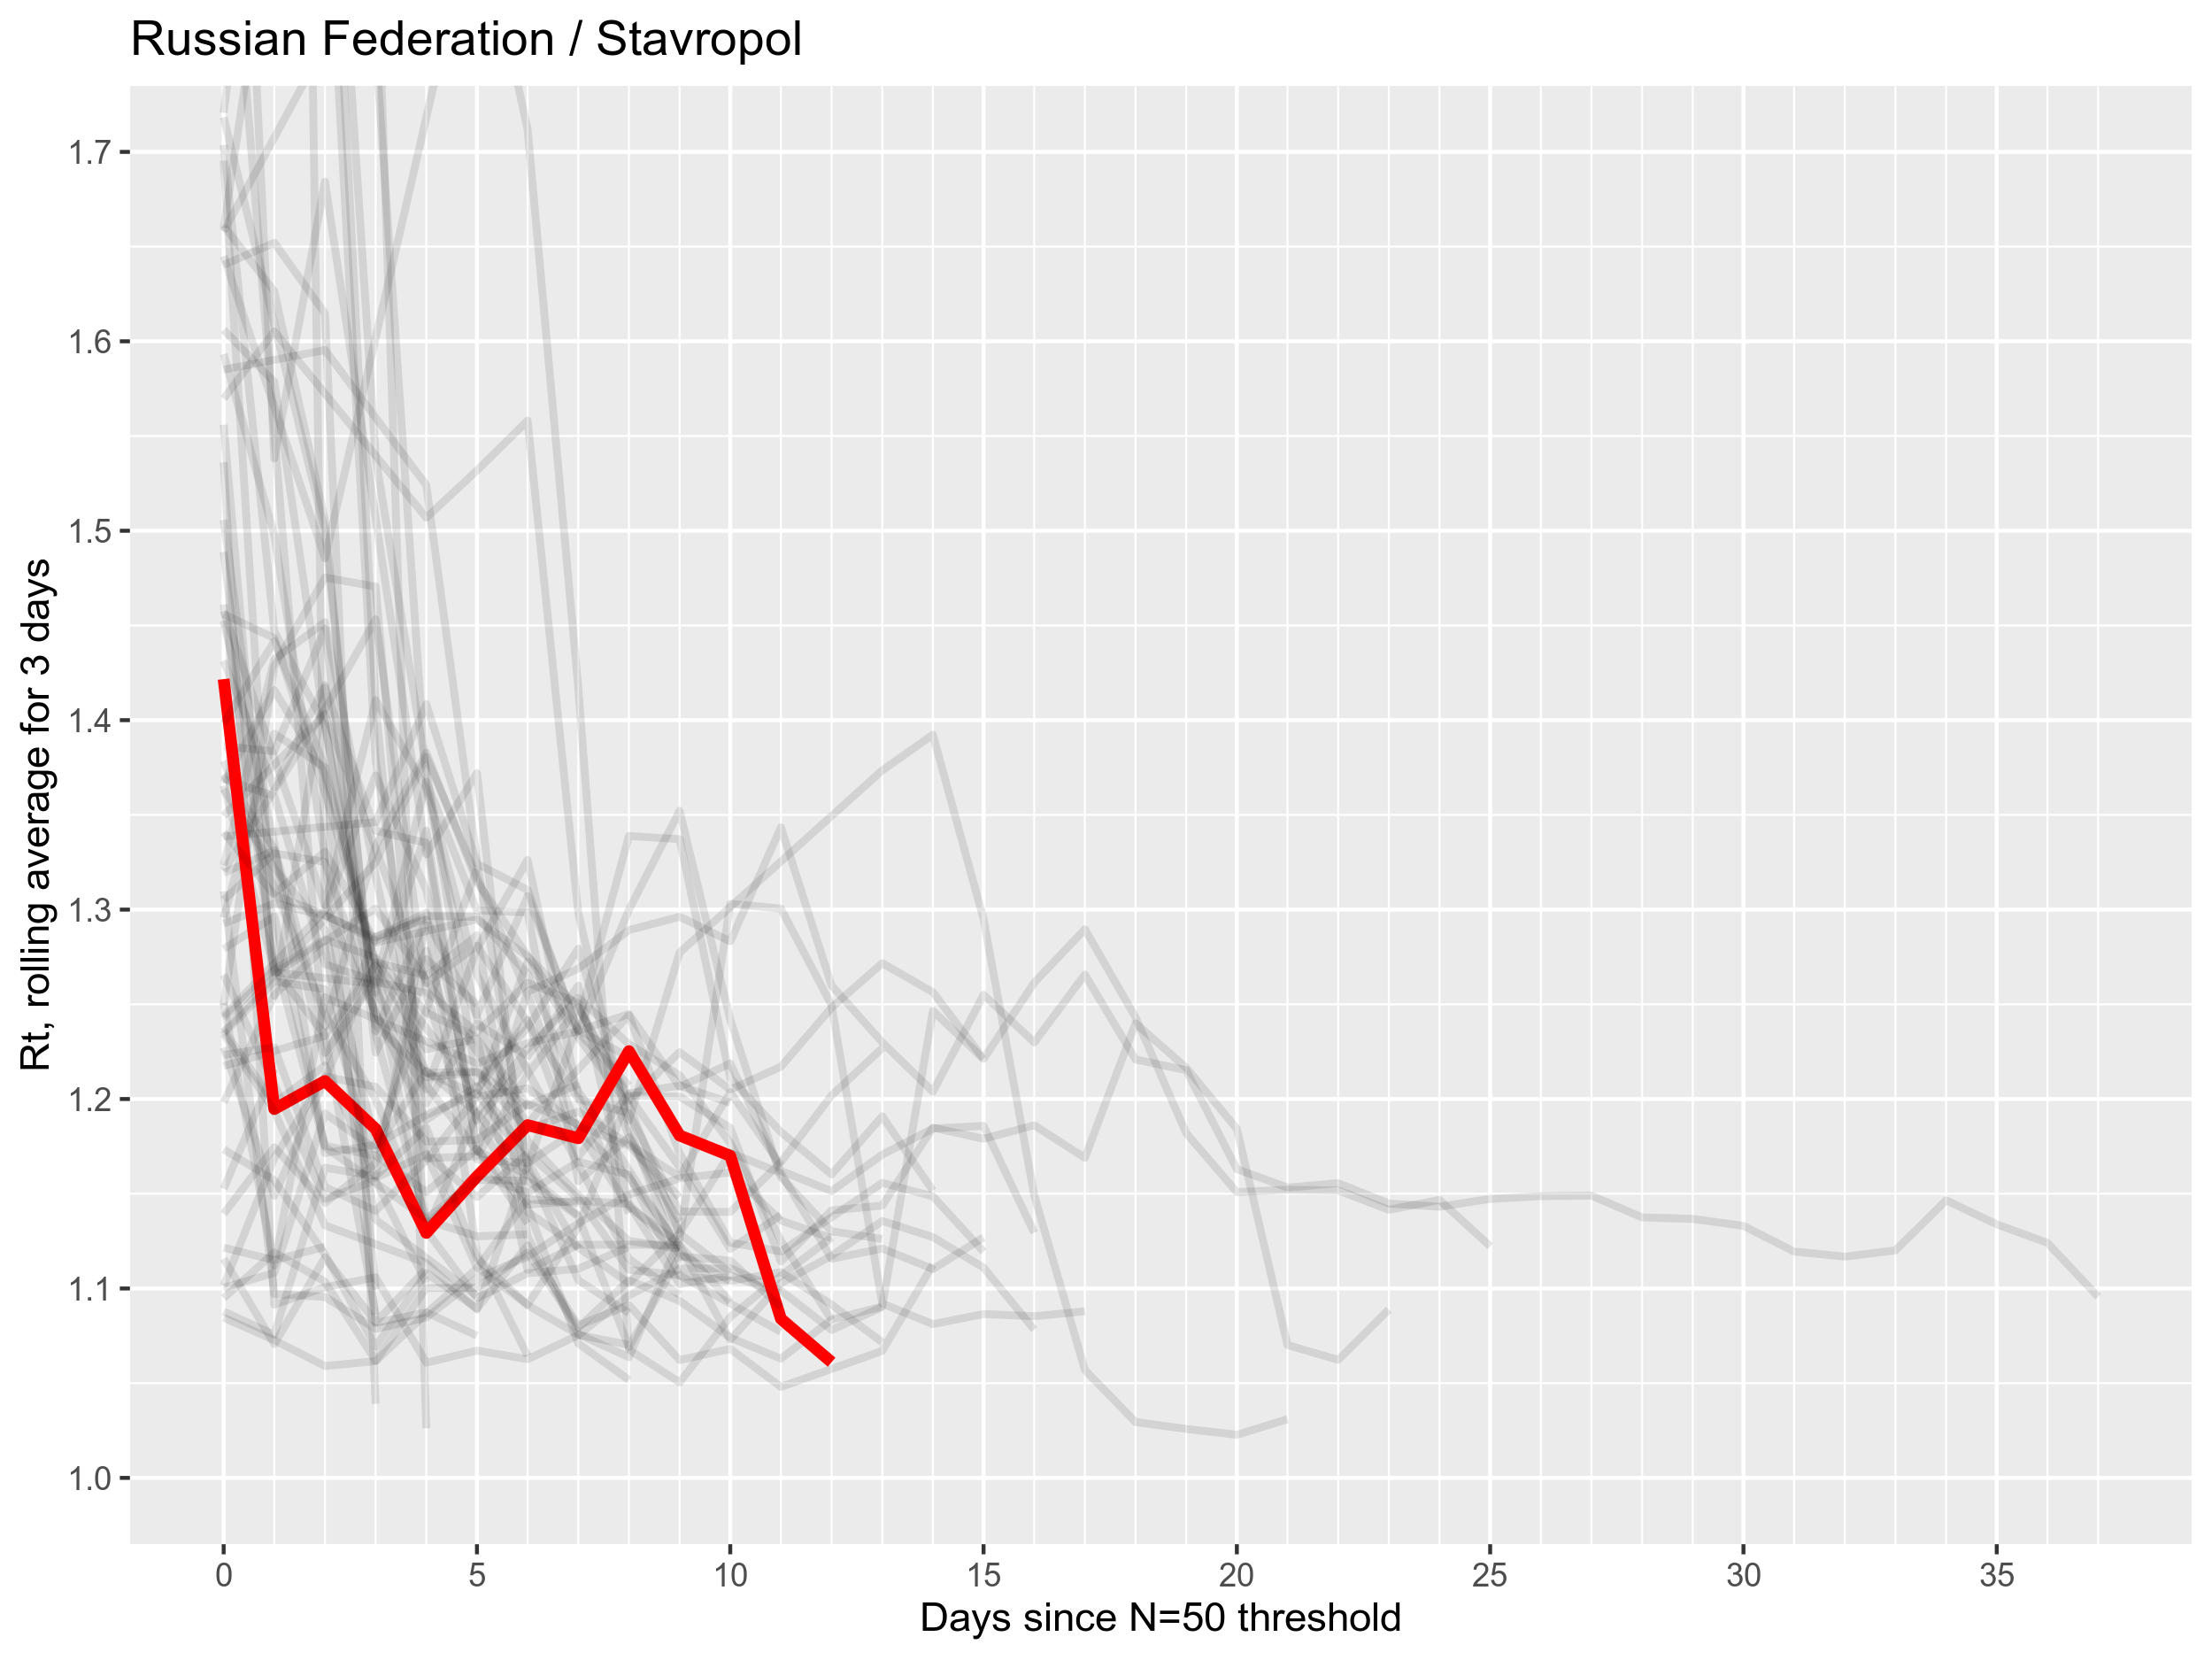 Russian Federation / Stavropol
Rt, rolling average for 3 days
1.7
1.6
1.5
1.4
1.3
1.2
1.1
1.0
0 5 10 15 20 25 30 35
Days since N=50 threshold